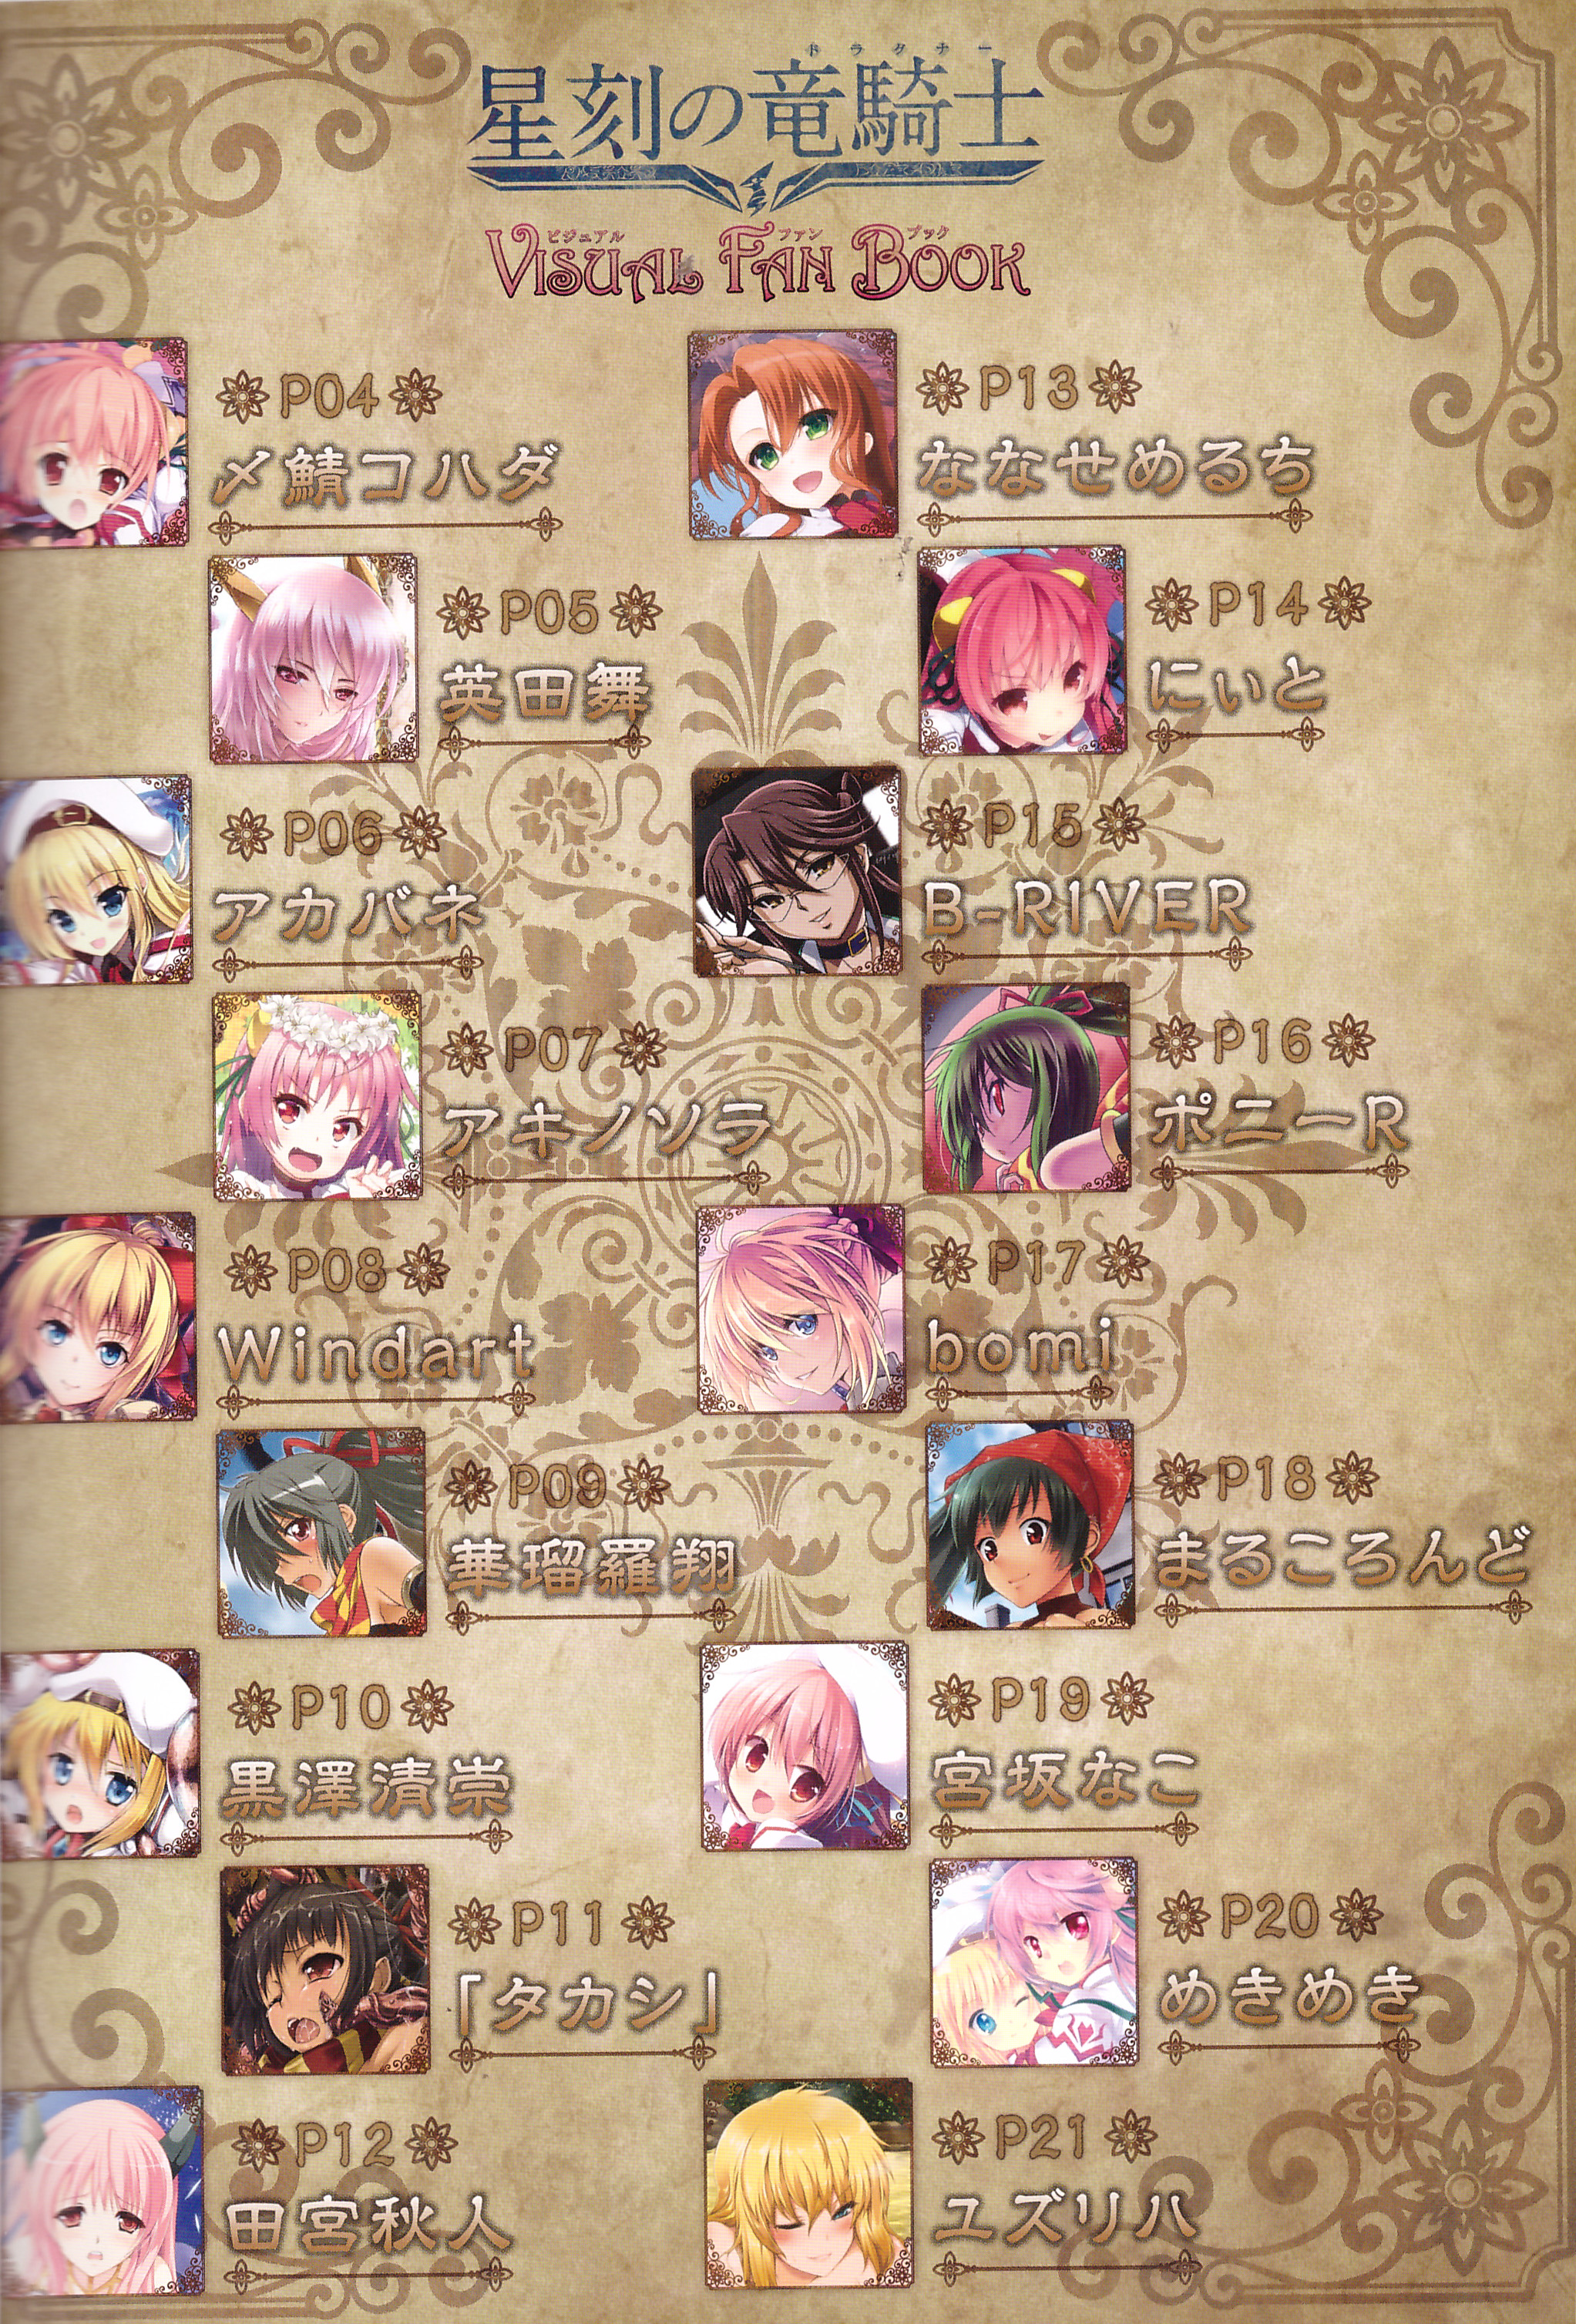 ドラグナー
星刻の竜騎士
ビジュアル ファン ブック
VISUAL FAN BOOK
P04
〆鯖コハダ
P05
英田舞
P06
アカバネ
P07
アキノソラ
P08
Windart
P09
華瑠羅翔
P10
黒澤清崇
P11
「タカシ」
P12
田宮秋人
P13
ななせめるち
P14
にぃと
P15
B-RIVER
P16
ポニーR
P17
bomi
P18
まるころんど
P19
宮坂なこ
P20
めきめき
P21
ユズリハ